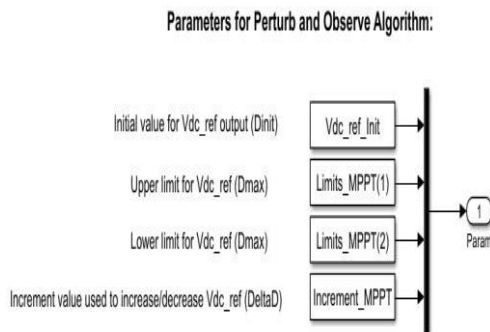 Parameters for Perturb and Observe Algorithm:
Initial value for Vdc_ref output (Dinit)
Vdc_ref_Init
Upper limit for Vdc_ref (Dmax)
Limits_MPPT(1)
1
Param
Lower limit for Vdc_ref (Dmax)
Limits_MPPT(2)
Increment value used to increase/decrease Vdc_ref (DeltaD)
Increment_MPPT